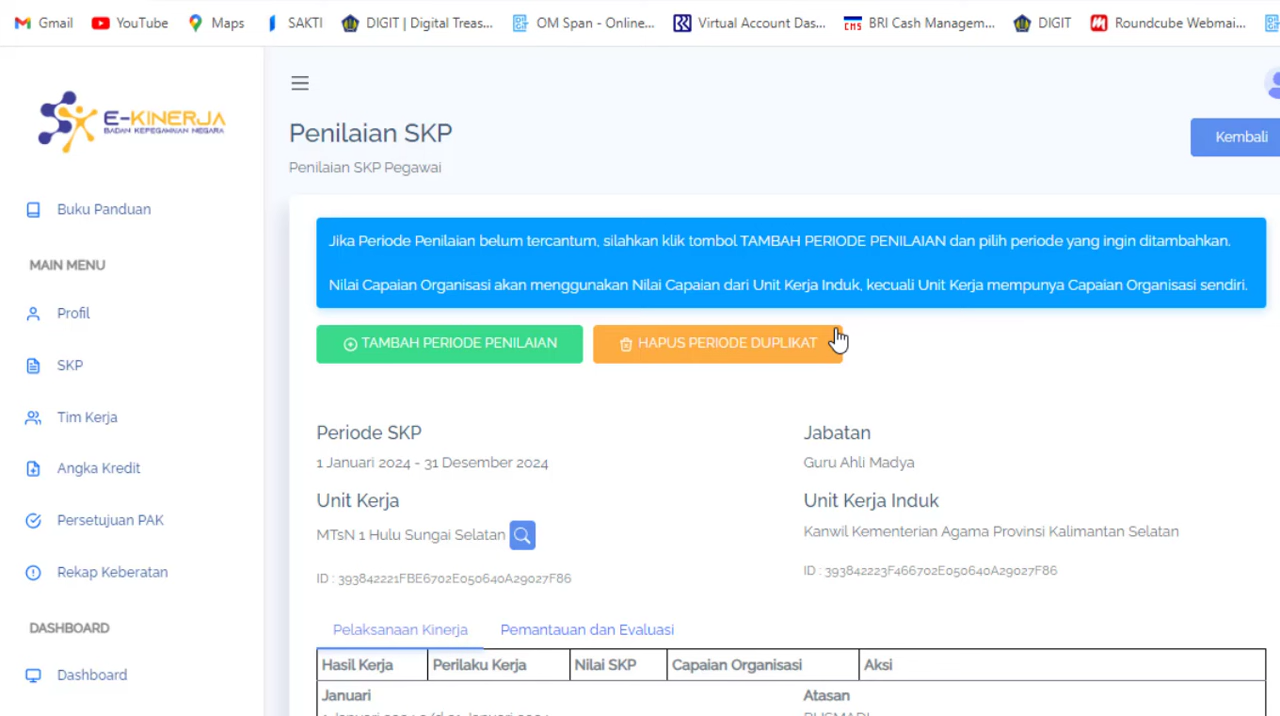 Gmail YouTube Maps SAKTI DIGIT | Digital Treas... OM Span - Online... Virtual Account Das... CMS BRI Cash Managem... DIGIT Roundcube Webmai...
E-KINERJA
BADAN KEPEGAWAIAN NEGARA
Buku Panduan
MAIN MENU
Profil
SKP
Tim Kerja
Angka Kredit
Persetujuan PAK
Rekap Keberatan
DASHBOARD
Dashboard
Penilaian SKP
Kembali
Penilaian SKP Pegawai
Jika Periode Penilaian belum tercantum, silahkan klik tombol TAMBAH PERIODE PENILAIAN dan pilih periode yang ingin ditambahkan.
Nilai Capaian Organisasi akan menggunakan Nilai Capaian dari Unit Kerja Induk, kecuali Unit Kerja mempunya Capaian Organisasi sendiri.
TAMBAH PERIODE PENILAIAN HAPUS PERIODE DUPLIKAT
Periode SKP
1 Januari 2024 - 31 Desember 2024
Jabatan
Guru Ahli Madya
Unit Kerja
MTsN 1 Hulu Sungai Selatan
ID : 393842221FBE6702E050640A29027F86
Unit Kerja Induk
Kanwil Kementerian Agama Provinsi Kalimantan Selatan
ID : 393842223F466702E050640A29027F86
Pelaksanaan Kinerja Pemantauan dan Evaluasi
Hasil Kerja Perilaku Kerja Nilai SKP Capaian Organisasi Aksi
Januari Atasan